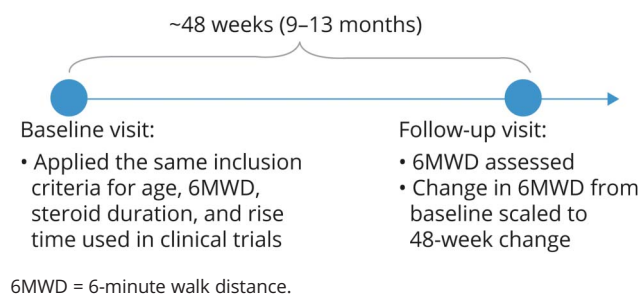 ~48 weeks (9–13 months)
Baseline visit:
• Applied the same inclusion
criteria for age, 6MWD,
steroid duration, and rise
time used in clinical trials
Follow-up visit:
• 6MWD assessed
• Change in 6MWD from
baseline scaled to
48-week change
6MWD = 6-minute walk distance.